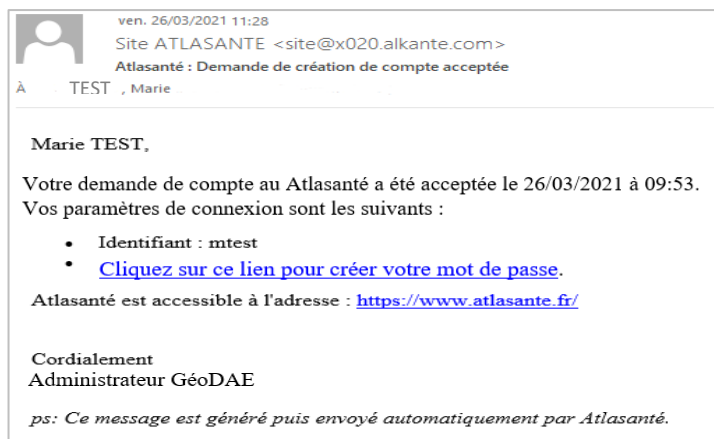 ven. 26/03/2021 11:28
Site ATLASANTE <site@x020.alkante.com>
Atlasanté : Demande de création de compte acceptée
À TEST , Marie
Marie TEST,
Votre demande de compte au Atlasanté a été acceptée le 26/03/2021 à 09:53.
Vos paramètres de connexion sont les suivants :
• Identifiant : mtest
• Cliquez sur ce lien pour créer votre mot de passe.
Atlasanté est accessible à l'adresse : https://www.atlasante.fr/
Cordialement
Administrateur GéoDAE
ps: Ce message est généré puis envoyé automatiquement par Atlasanté.